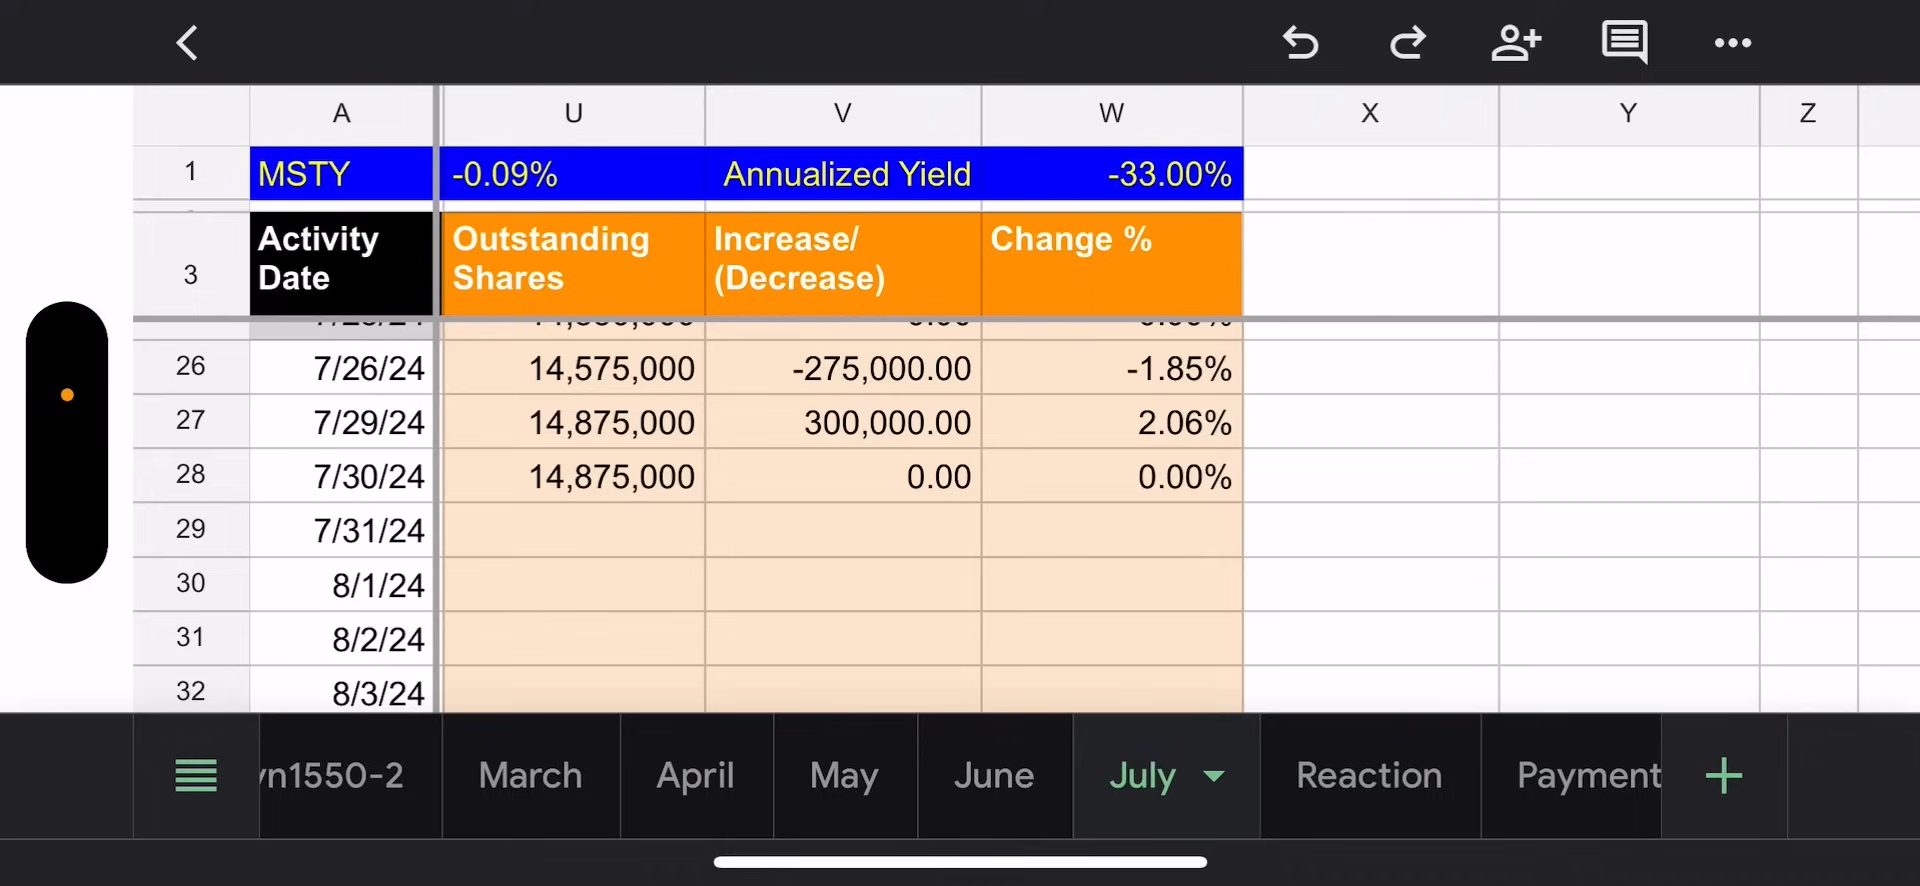 A U V W X Y Z
1 MSTY -0.09% Annualized Yield -33.00%
3 Activity Date Outstanding Shares Increase/ (Decrease) Change %
26 7/26/24 14,575,000 -275,000.00 -1.85%
27 7/29/24 14,875,000 300,000.00 2.06%
28 7/30/24 14,875,000 0.00 0.00%
29 7/31/24
30 8/1/24
31 8/2/24
32 8/3/24
yn1550-2 March April May June July Reaction Payment